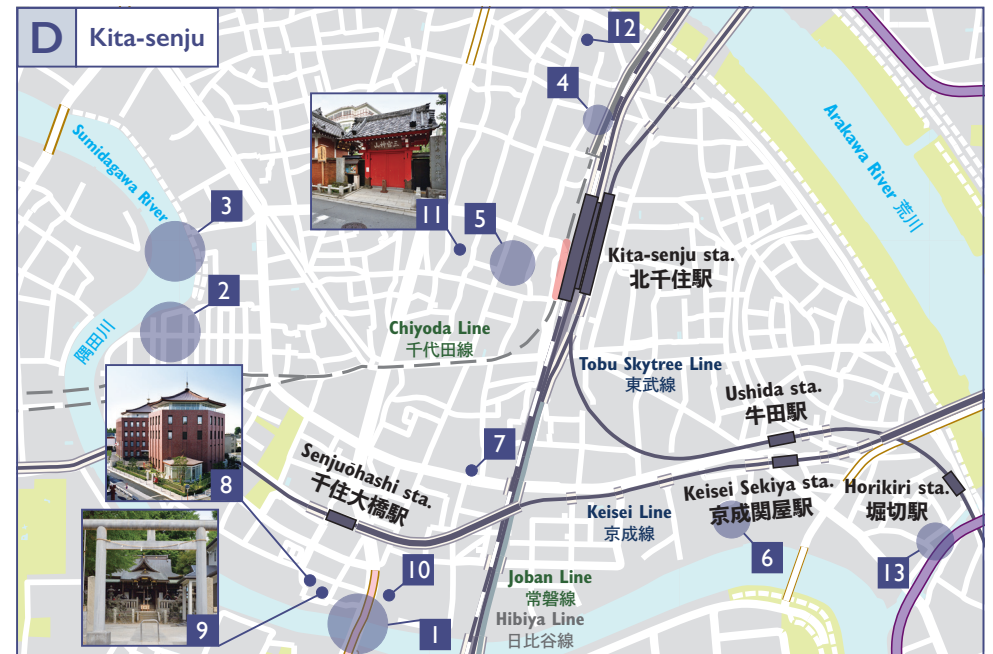 D
Kita-senju
12
4
Sumidagawa River
Arakawa River 荒川
3
11
5
Kita-senju sta.
北千住駅
2
隅田川
Chiyoda Line
千代田線
Tobu Skytree Line
東武線
Ushida sta.
牛田駅
7
Senjuōhashi sta.
千住大橋駅
8
Keisei Sekiya sta.
京成関屋駅
Horikiri sta.
堀切駅
Keisei Line
京成線
6
13
10
Joban Line
常磐線
Hibiya Line
日比谷線
9
1